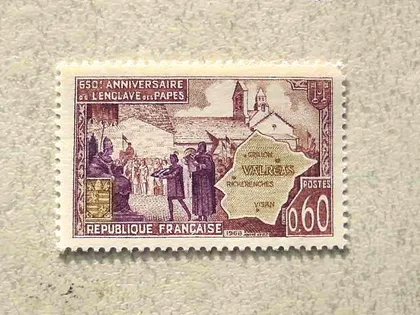 650ᵉ ANNIVERSAIRE
DE L'ENCLAVE DES PAPES
GRILLON
VALREAS
RICHERENCHES
VISAN
POSTES
0,60
REPUBLIQUE FRANÇAISE
1968